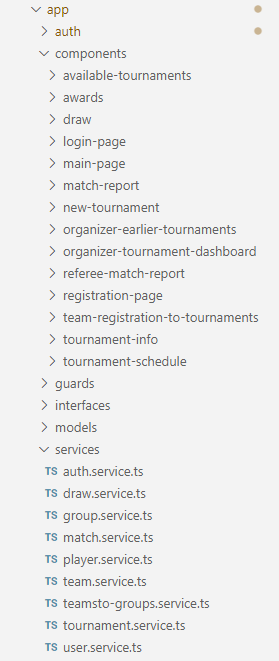 app
auth
components
available-tournaments
awards
draw
login-page
main-page
match-report
new-tournament
organizer-earlier-tournaments
organizer-tournament-dashboard
referee-match-report
registration-page
team-registration-to-tournaments
tournament-info
tournament-schedule
guards
interfaces
models
services
TS auth.service.ts
TS draw.service.ts
TS group.service.ts
TS match.service.ts
TS player.service.ts
TS team.service.ts
TS teamsto-groups.service.ts
TS tournament.service.ts
TS user.service.ts